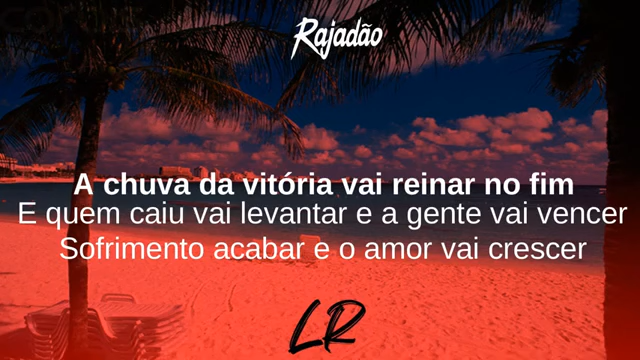 Rajadão
A chuva da vitória vai reinar no fim
E quem caiu vai levantar e a gente vai vencer
Sofrimento acabar e o amor vai crescer
LR